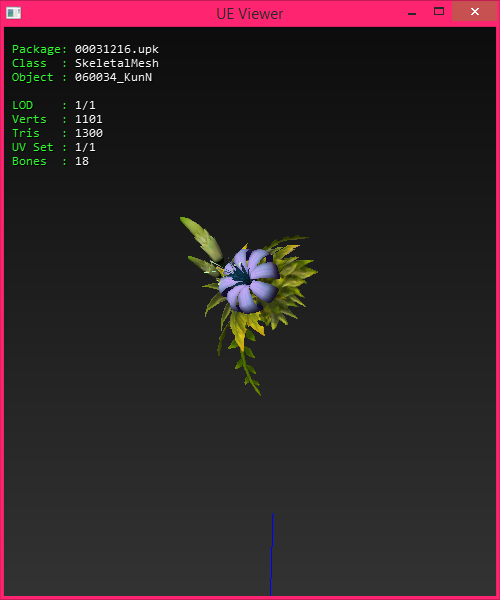 UE Viewer
Package: 00031216.upk
Class  : SkeletalMesh
Object : 060034_KunN
LOD    : 1/1
Verts  : 1101
Tris   : 1300
UV Set : 1/1
Bones  : 18